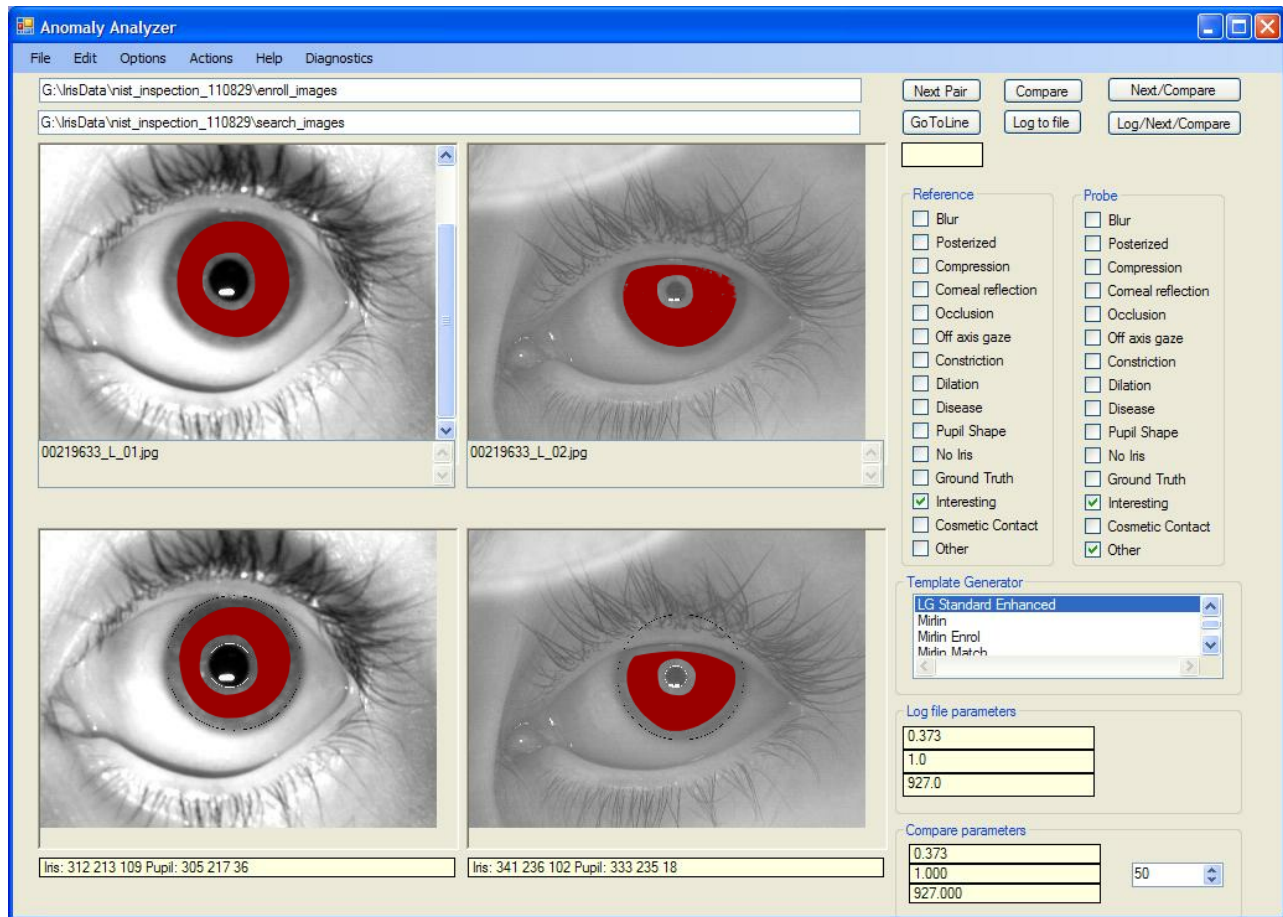 Anomaly Analyzer
File Edit Options Actions Help Diagnostics
G:\IrisData\nist_inspection_110829\enroll_images
G:\IrisData\nist_inspection_110829\search_images
Next Pair Compare Next/Compare
GoToLine Log to file Log/Next/Compare
00219633_L_01.jpg
00219633_L_02.jpg
Iris: 312 213 109 Pupil: 305 217 36
Iris: 341 236 102 Pupil: 333 235 18
Reference
Blur
Posterized
Compression
Corneal reflection
Occlusion
Off axis gaze
Constriction
Dilation
Disease
Pupil Shape
No Iris
Ground Truth
Interesting
Cosmetic Contact
Other
Probe
Blur
Posterized
Compression
Corneal reflection
Occlusion
Off axis gaze
Constriction
Dilation
Disease
Pupil Shape
No Iris
Ground Truth
Interesting
Cosmetic Contact
Other
Template Generator
LG Standard Enhanced
Mirlin
Mirlin Enrol
Mirlin Match
Log file parameters
0.373
1.0
927.0
Compare parameters
0.373
1.000
927.000
50